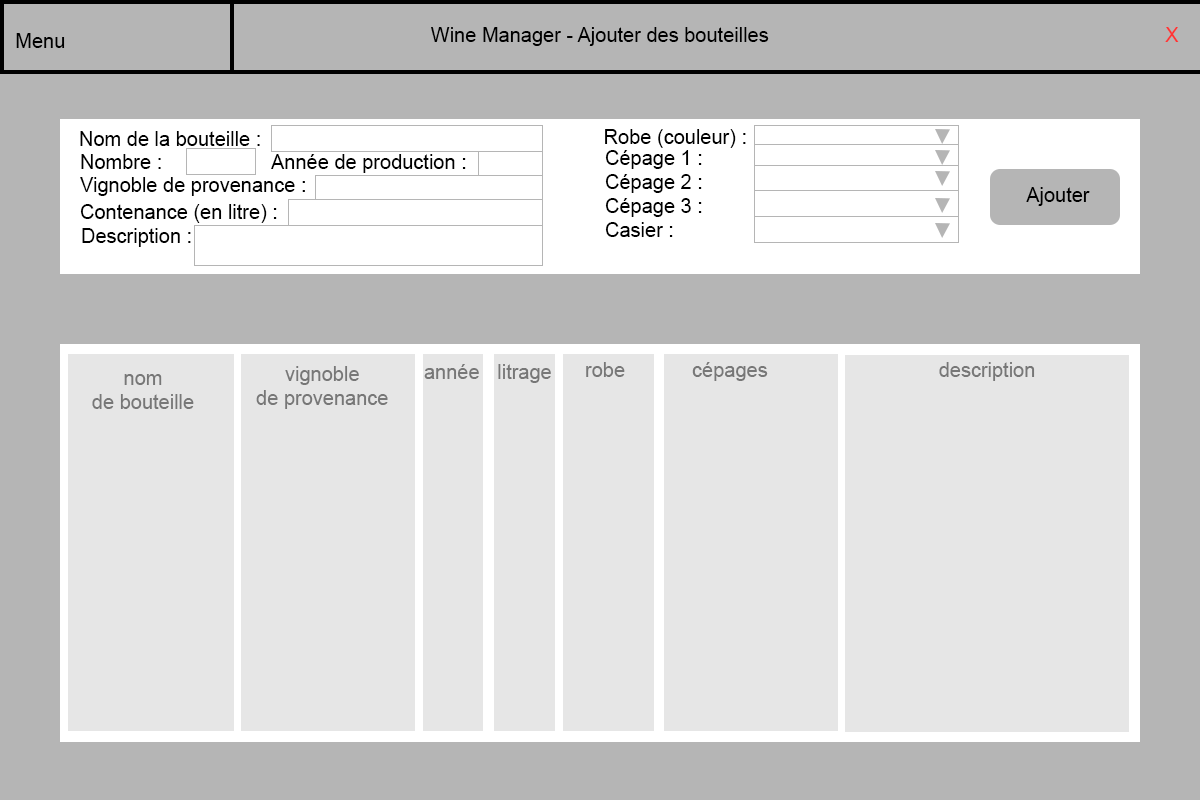 Menu
Wine Manager - Ajouter des bouteilles
X
Nom de la bouteille :
Nombre :
Année de production :
Vignoble de provenance :
Contenance (en litre) :
Description :
Robe (couleur) :
Cépage 1 :
Cépage 2 :
Cépage 3 :
Casier :
Ajouter
nom
de bouteille
vignoble
de provenance
année
litrage
robe
cépages
description